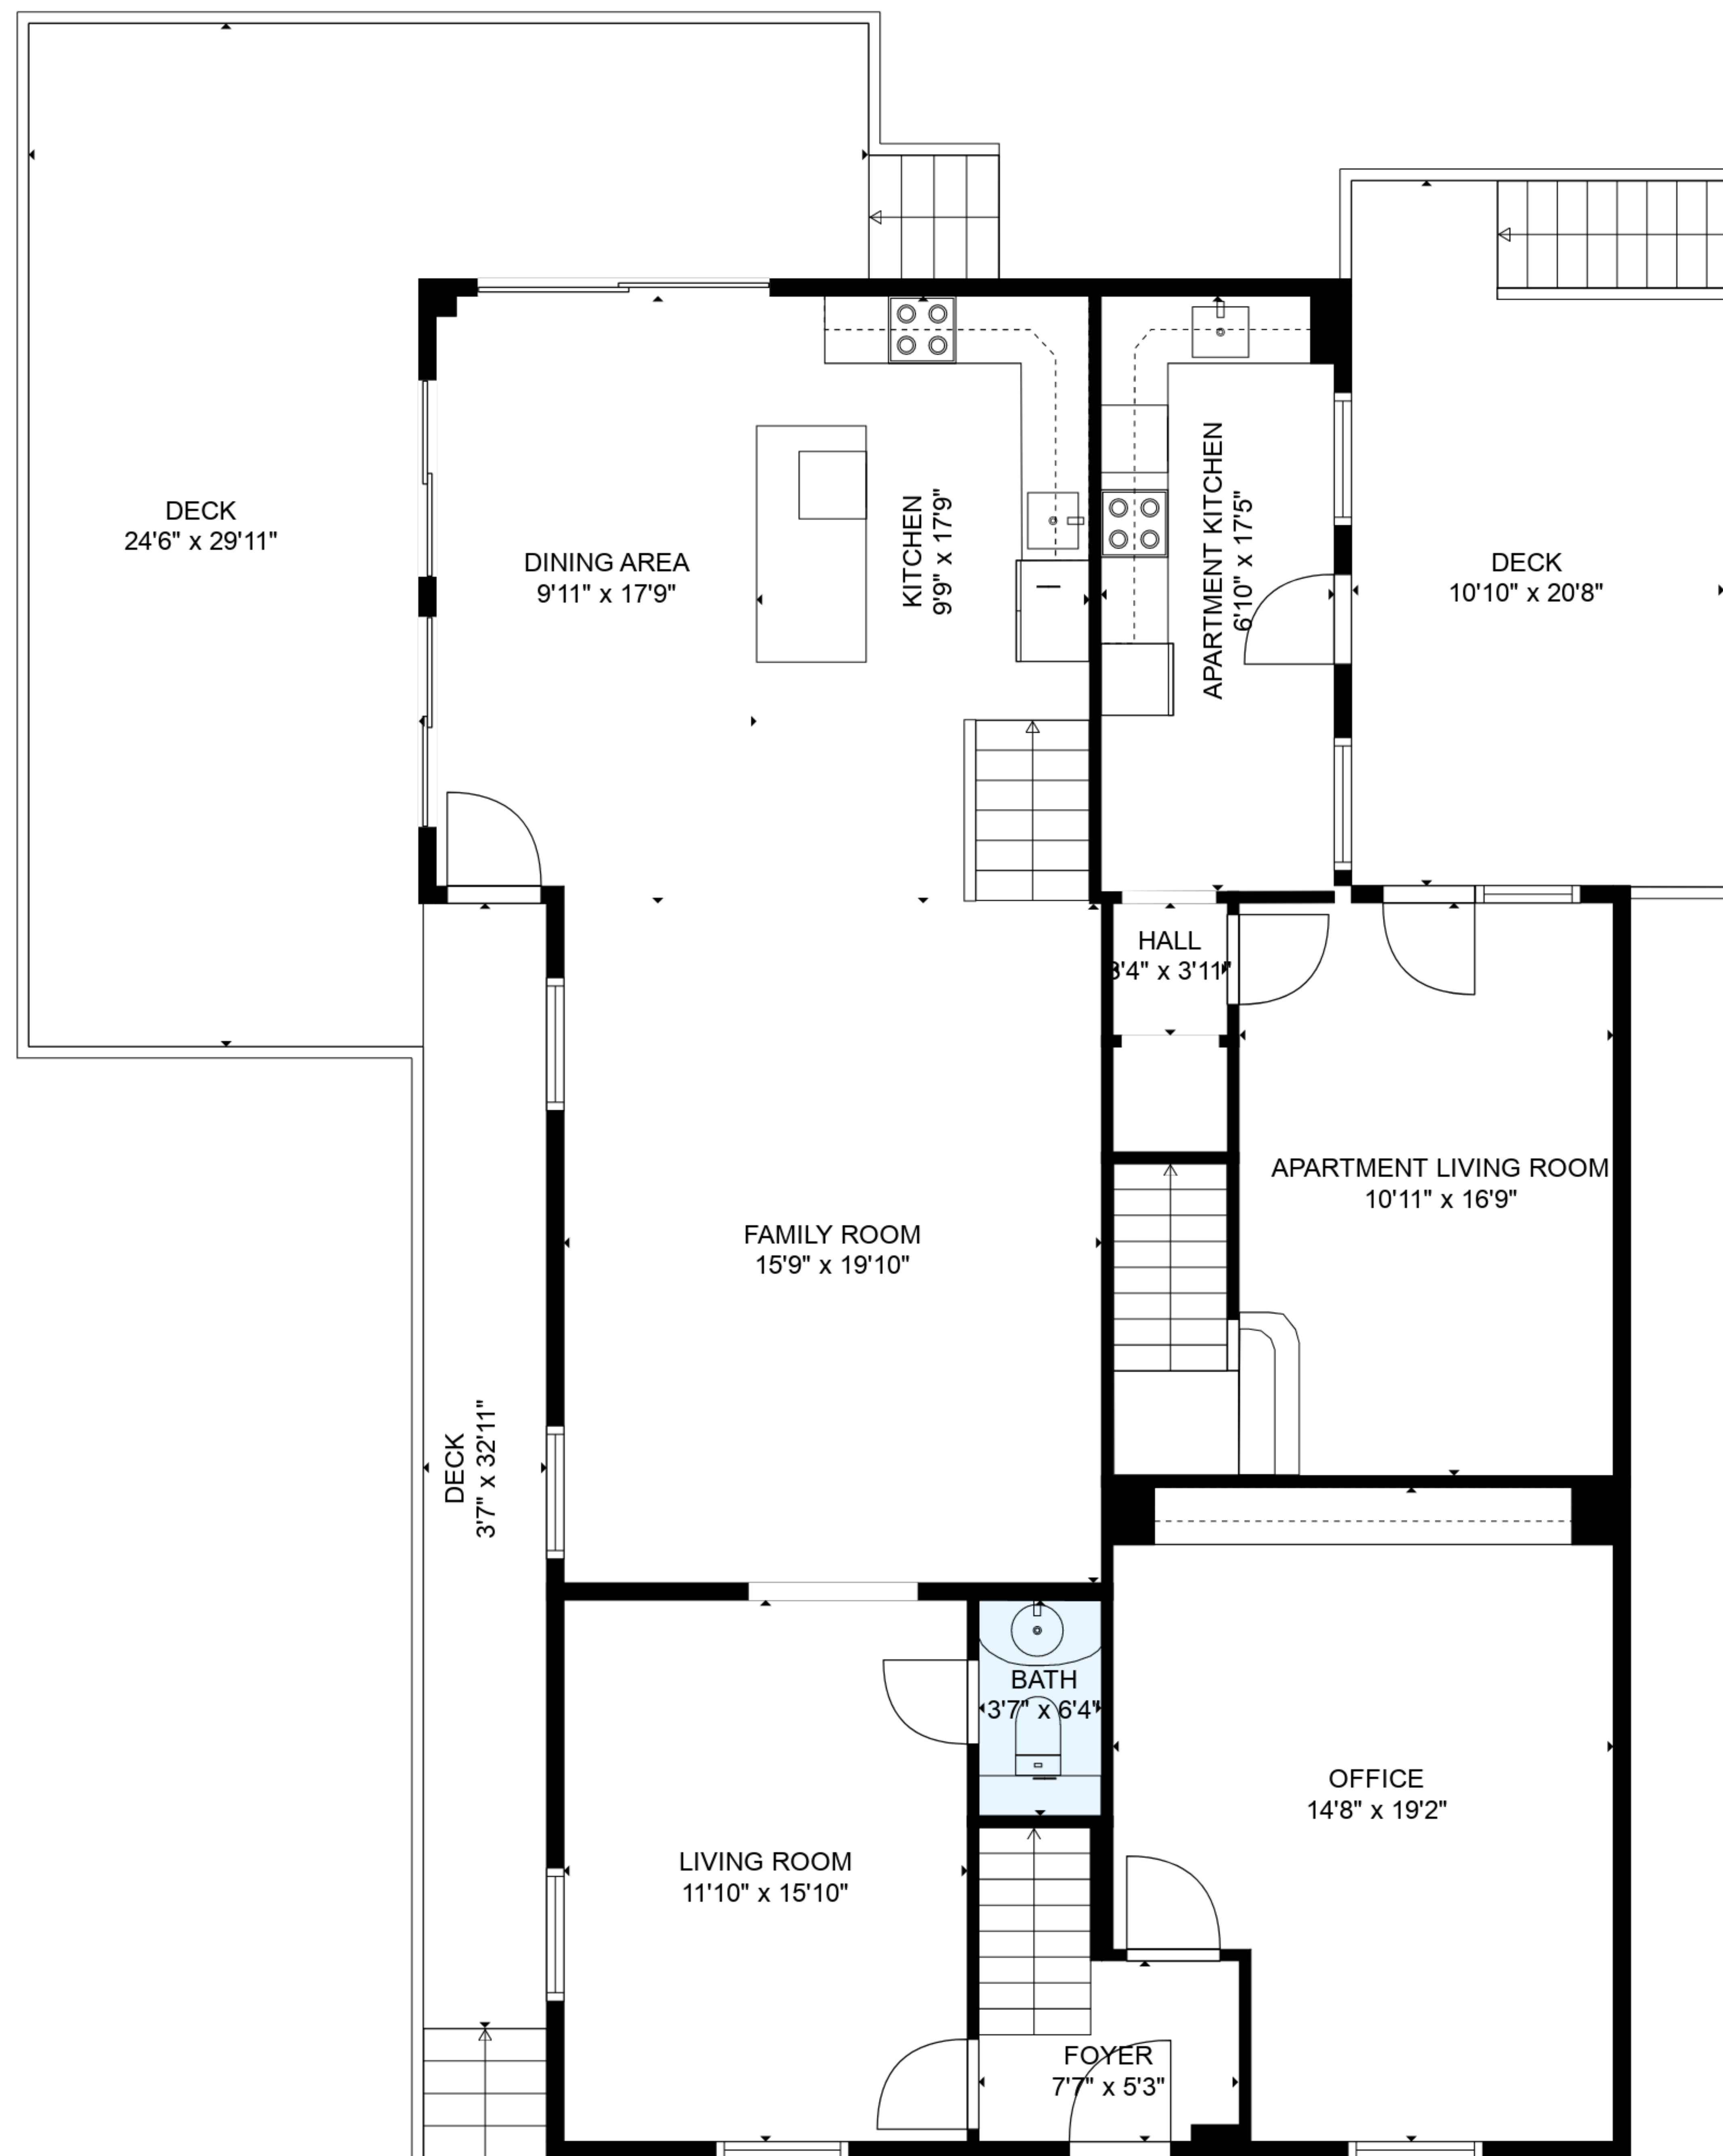 DECK
24'6" x 29'11"
DINING AREA
9'11" x 17'9"
KITCHEN
9'9" x 17'9"
APARTMENT KITCHEN
6'10" x 17'5"
DECK
10'10" x 20'8"
HALL
3'4" x 3'11"
APARTMENT LIVING ROOM
10'11" x 16'9"
FAMILY ROOM
15'9" x 19'10"
DECK
3'7" x 32'11"
BATH
3'7" x 6'4"
OFFICE
14'8" x 19'2"
LIVING ROOM
11'10" x 15'10"
FOYER
7'7" x 5'3"